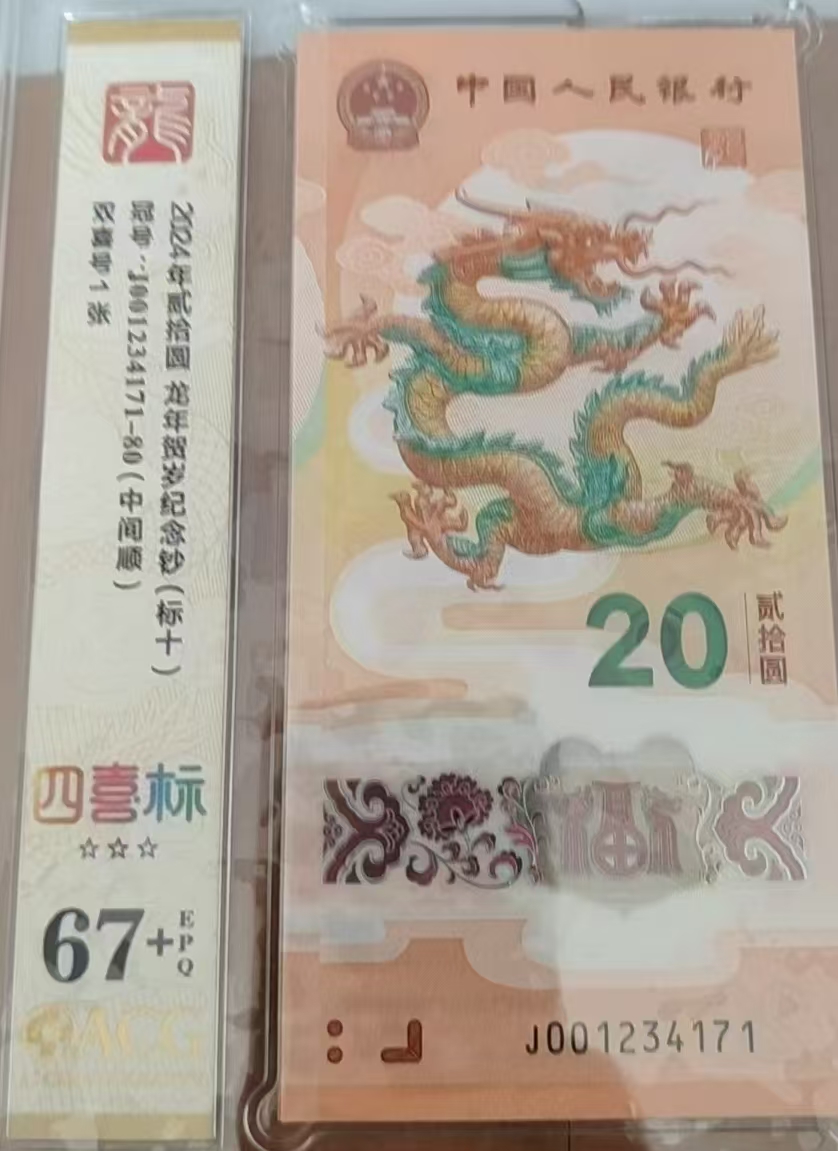 龍
2024年贰拾圆 龙年贺岁纪念钞(标十)
冠号:J001234171-80(中间顺)
双喜号1张
四喜标
☆☆☆
67+
EPQ
ACG
中国人民银行
20
贰拾圆
J001234171